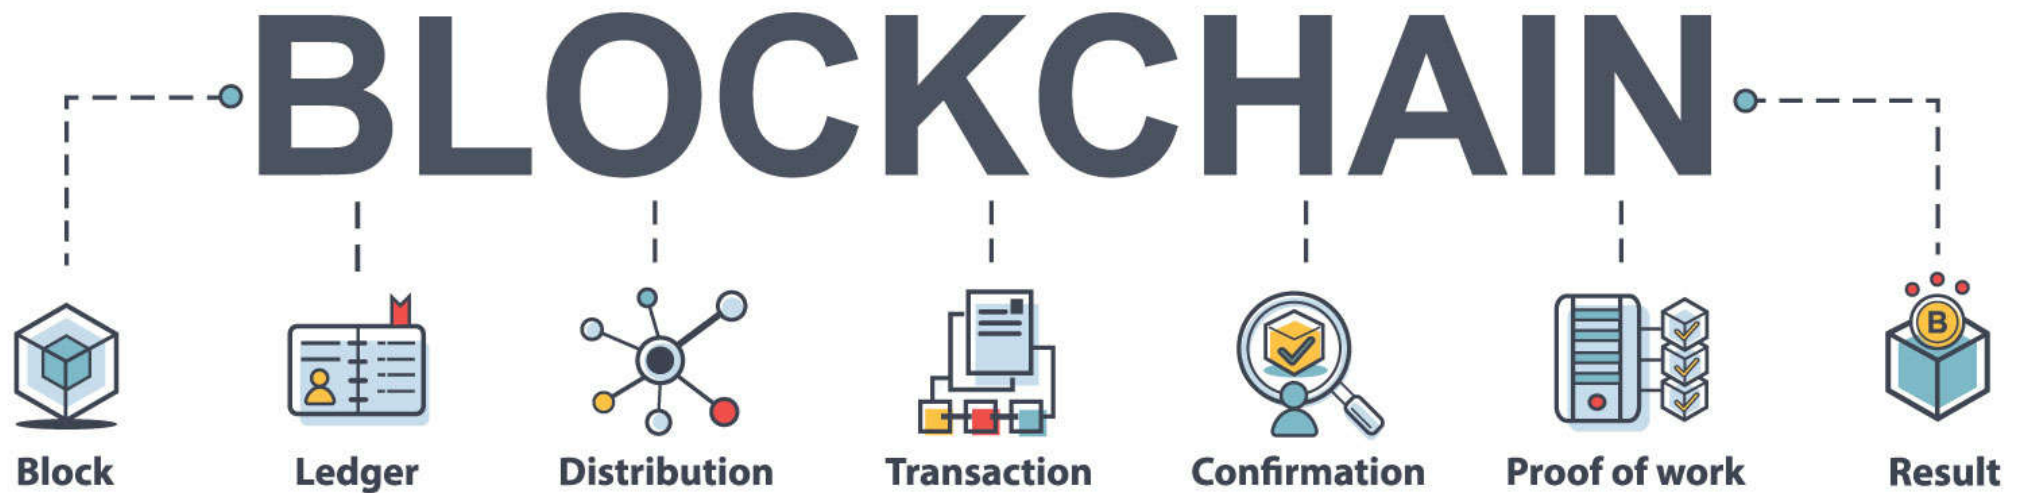 BLOCKCHAIN
B
Block Ledger Distribution Transaction Confirmation Proof of work Result